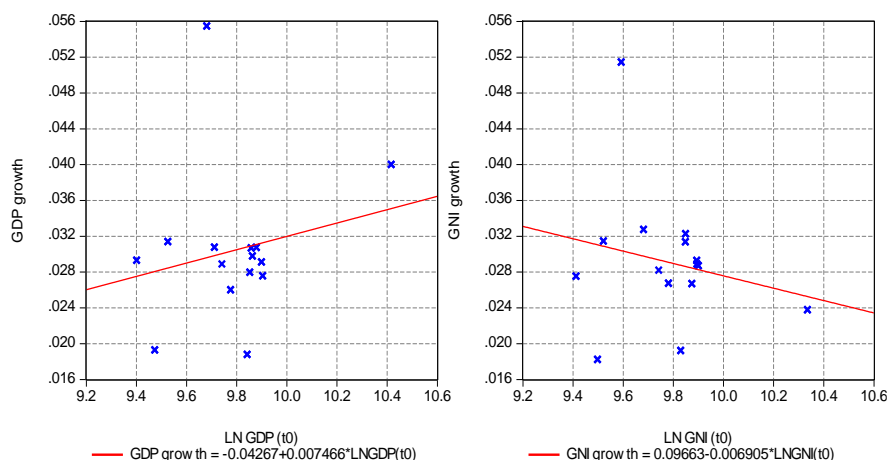 .056
.052
.048
.044
.040
.036
.032
.028
.024
.020
.016
GDP growth
9.2 9.4 9.6 9.8 10.0 10.2 10.4 10.6
LN GDP (t0)
GDP growth = -0.04267+0.007466*LNGDP(t0)
.056
.052
.048
.044
.040
.036
.032
.028
.024
.020
.016
GNI growth
9.2 9.4 9.6 9.8 10.0 10.2 10.4 10.6
LN GNI (t0)
GNI growth = 0.09663-0.006905*LNGNI(t0)